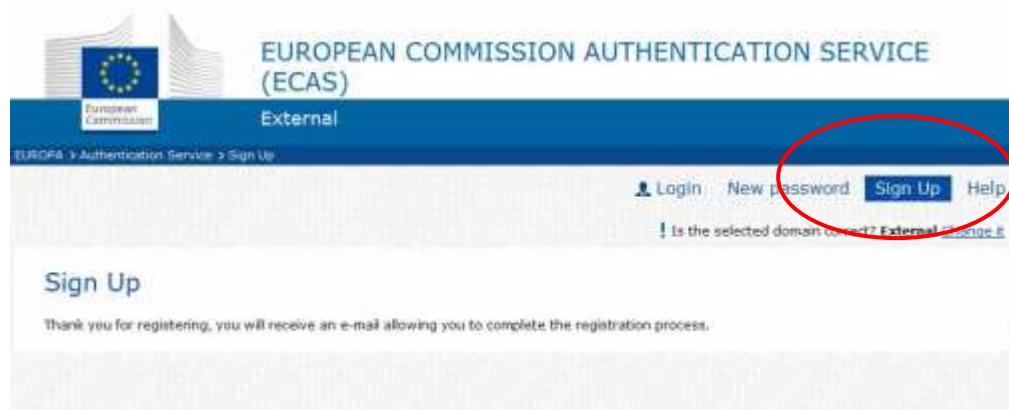 EUROPEAN COMMISSION AUTHENTICATION SERVICE
(ECAS)
European
Commission
External
EUROPA > Authentication Service > Sign Up
Login New password Sign Up Help
! Is the selected domain correct? External Change it
Sign Up
Thank you for registering, you will receive an e-mail allowing you to complete the registration process.